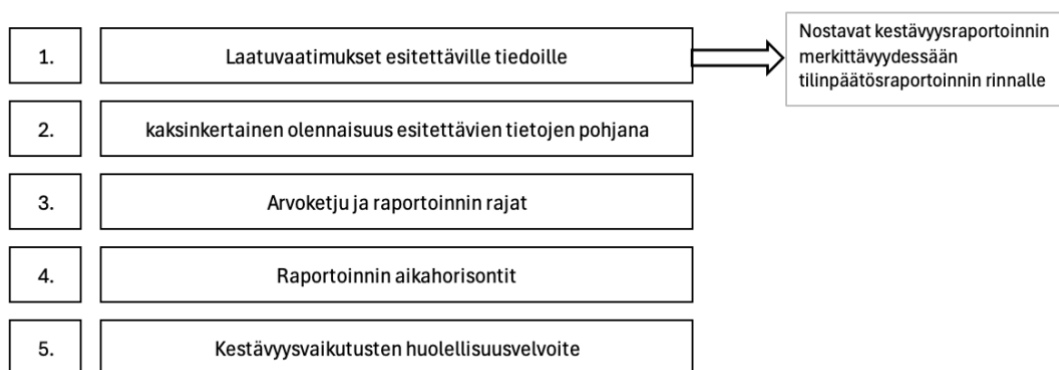 1.
Laatuvaatimukset esitettäville tiedoille
Nostavat kestävyysraportoinnin
merkittävyydessään
tilinpäätösraportoinnin rinnalle
2.
kaksinkertainen olennaisuus esitettävien tietojen pohjana
3.
Arvoketju ja raportoinnin rajat
4.
Raportoinnin aikahorisontit
5.
Kestävyysvaikutusten huolellisuusvelvoite